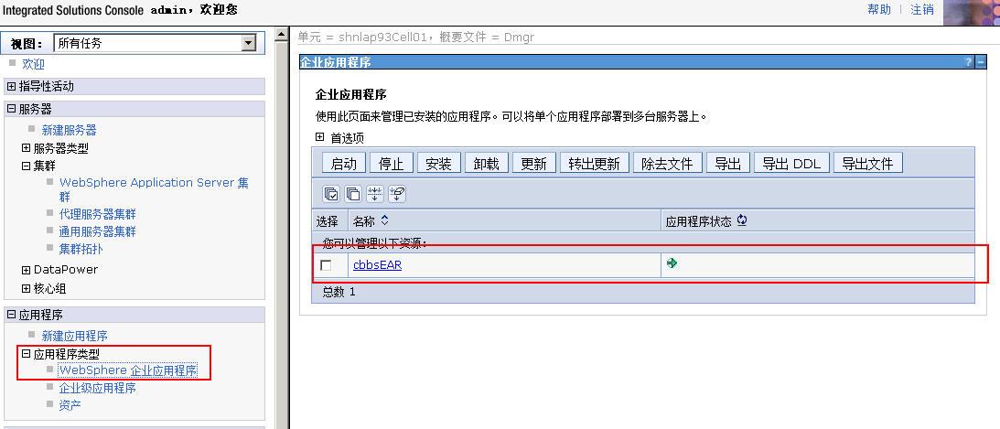 Integrated Solutions Console admin，欢迎您
帮助 | 注销
视图： 所有任务
欢迎
指导性活动
服务器
新建服务器
服务器类型
集群
WebSphere Application Server 集
群
代理服务器集群
通用服务器集群
集群拓扑
DataPower
核心组
应用程序
新建应用程序
应用程序类型
WebSphere 企业应用程序
企业级应用程序
资产
单元 = shnlap93Cell01，概要文件 = Dmgr
企业应用程序 ? −
企业应用程序
使用此页面来管理已安装的应用程序。可以将单个应用程序部署到多台服务器上。
首选项
启动 停止 安装 卸载 更新 转出更新 除去文件 导出 导出 DDL 导出文件
选择 名称 应用程序状态
您可以管理以下资源：
cbbsEAR
总数 1